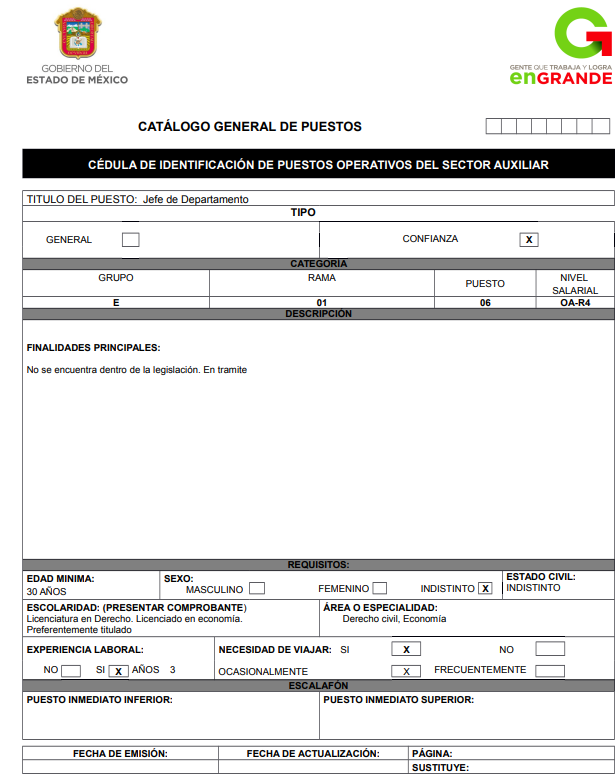 GOBIERNO DEL
ESTADO DE MÉXICO
GENTE QUE TRABAJA Y LOGRA
enGRANDE
CATÁLOGO GENERAL DE PUESTOS
CÉDULA DE IDENTIFICACIÓN DE PUESTOS OPERATIVOS DEL SECTOR AUXILIAR
TITULO DEL PUESTO: Jefe de Departamento
TIPO
GENERAL CONFIANZA X
CATEGORÍA
GRUPO RAMA PUESTO NIVEL SALARIAL
E 01 06 OA-R4
DESCRIPCIÓN
FINALIDADES PRINCIPALES:
No se encuentra dentro de la legislación. En tramite
REQUISITOS:
EDAD MINIMA: SEXO: ESTADO CIVIL:
30 AÑOS MASCULINO FEMENINO INDISTINTO X INDISTINTO
ESCOLARIDAD: (PRESENTAR COMPROBANTE) ÁREA O ESPECIALIDAD:
Licenciatura en Derecho. Licenciado en economía. Derecho civil, Economía
Preferentemente titulado
EXPERIENCIA LABORAL: NECESIDAD DE VIAJAR: SI X NO
NO SI X AÑOS 3 OCASIONALMENTE X FRECUENTEMENTE
ESCALAFÓN
PUESTO INMEDIATO INFERIOR: PUESTO INMEDIATO SUPERIOR:
FECHA DE EMISIÓN: FECHA DE ACTUALIZACIÓN: PÁGINA:
SUSTITUYE: